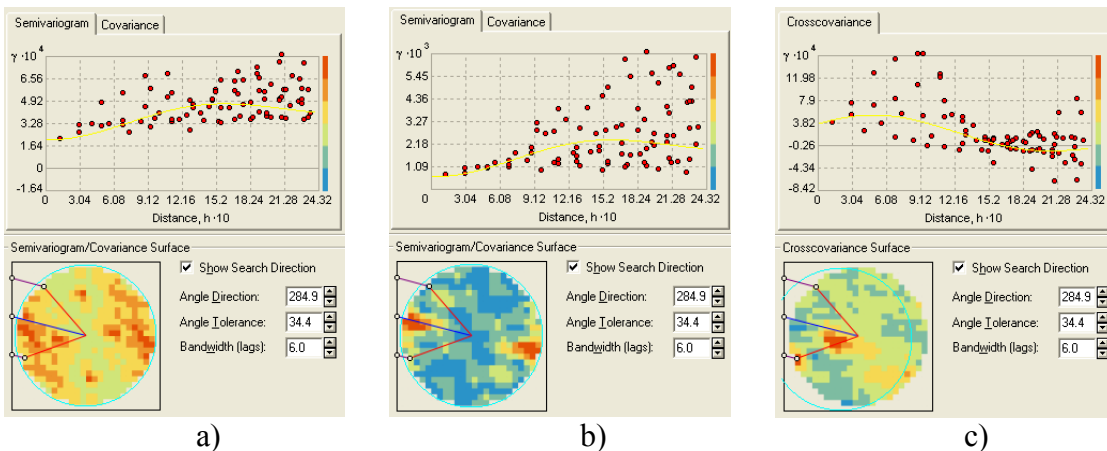 Semivariogram Covariance
γ ·10 4
6.56
4.92
3.28
1.64
0
-1.64
0 3.04 6.08 9.12 12.16 15.2 18.24 21.28 24.32
Distance, h ·10
Semivariogram/Covariance Surface
Show Search Direction
Angle Direction: 284.9
Angle Tolerance: 34.4
Bandwidth (lags): 6.0
a)
Semivariogram Covariance
γ ·10 3
5.45
4.36
3.27
2.18
1.09
0 3.04 6.08 9.12 12.16 15.2 18.24 21.28 24.32
Distance, h ·10
Semivariogram/Covariance Surface
Show Search Direction
Angle Direction: 284.9
Angle Tolerance: 34.4
Bandwidth (lags): 6.0
b)
Crosscovariance
γ ·10 4
11.98
7.9
3.82
-0.26
-4.34
-8.42
0 3.04 6.08 9.12 12.16 15.2 18.24 21.28 24.32
Distance, h ·10
Crosscovariance Surface
Show Search Direction
Angle Direction: 284.9
Angle Tolerance: 34.4
Bandwidth (lags): 6.0
c)